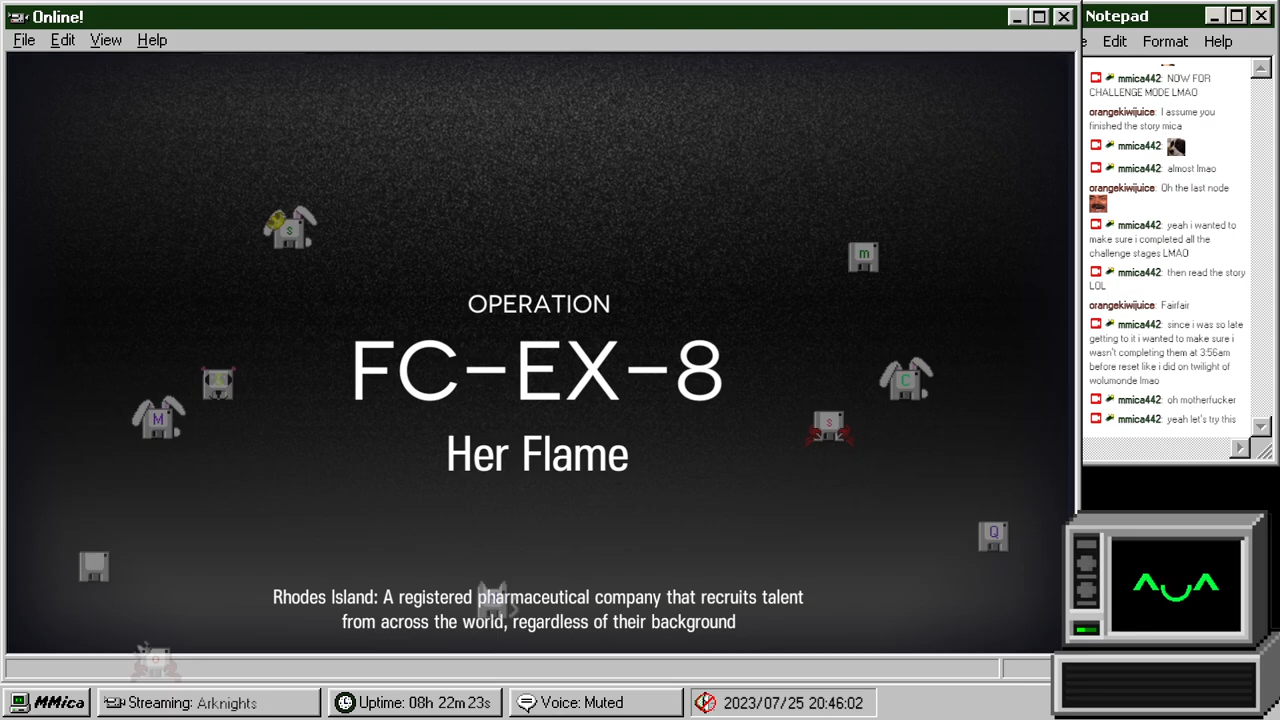 Online!
File Edit View Help
OPERATION
FC-EX-8
Her Flame
Rhodes Island: A registered pharmaceutical company that recruits talent
from across the world, regardless of their background
s
m
M
C
s
Q
Notepad
e Edit Format Help
mmica442: NOW FOR
CHALLENGE MODE LMAO
orangekiwijuice: I assume you
finished the story mica
mmica442:
mmica442: almost lmao
orangekiwijuice: Oh the last node
mmica442: yeah i wanted to
make sure i completed all the
challenge stages LMAO
mmica442: then read the story
LOL
orangekiwijuice: Fairfair
mmica442: since i was so late
getting to it i wanted to make sure i
wasn't completing them at 3:56am
before reset like i did on twilight of
wolumonde lmao
mmica442: oh motherfucker
mmica442: yeah let's try this
MMica
Streaming: Arknights
Uptime: 08h 22m 23s
Voice: Muted
2023/07/25 20:46:02